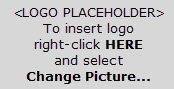 <LOGO PLACEHOLDER>
To insert logo
right-click HERE
and select
Change Picture...